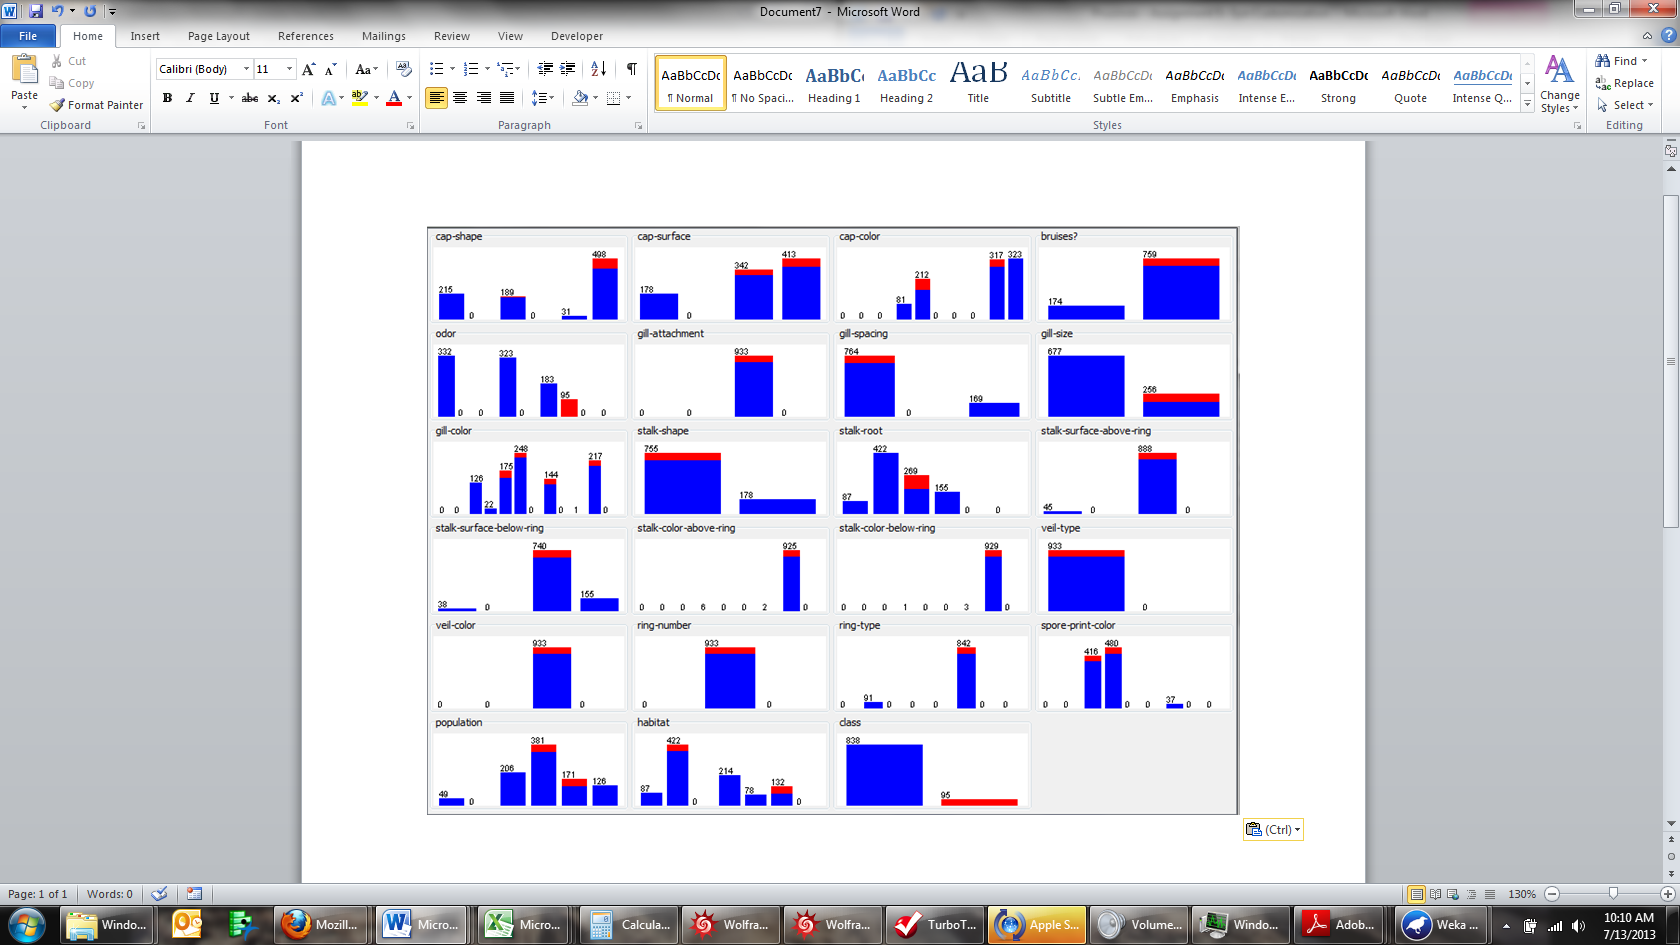 Document7 - Microsoft Word
File Home Insert Page Layout References Mailings Review View Developer
Paste
Cut
Copy
Format Painter
Clipboard
Calibri (Body) 11
Font
Paragraph
AaBbCcDc AaBbCcDc AaBbC AaBbCc AaB AaBbCc. AaBbCcDc AaBbCcDc AaBbCcDc AaBbCcDc AaBbCcDc AaBbCcDc
¶ Normal ¶ No Spaci... Heading 1 Heading 2 Title Subtitle Subtle Em... Emphasis Intense E... Strong Quote Intense Q...
Styles
Change Styles
Find
Replace
Select
Editing
cap-shape
215 0 189 0 31 498
cap-surface
178 0 342 413
cap-color
0 0 0 81 212 0 0 0 317 323
bruises?
174 759
odor
332 0 0 323 0 183 95 0 0
gill-attachment
0 0 933 0
gill-spacing
764 0 169
gill-size
677 256
gill-color
0 0 126 22 175 248 0 144 0 1 217 0
stalk-shape
755 178
stalk-root
87 422 269 155 0 0
stalk-surface-above-ring
45 0 888 0
stalk-surface-below-ring
38 0 740 155
stalk-color-above-ring
0 0 0 6 0 0 2 925 0
stalk-color-below-ring
0 0 0 1 0 0 3 929 0
veil-type
933 0
veil-color
0 0 933 0
ring-number
0 933 0
ring-type
0 91 0 0 0 842 0 0
spore-print-color
0 0 416 480 0 0 37 0 0
population
49 0 206 381 171 126
habitat
87 422 0 214 78 132 0
class
838 95
(Ctrl)
Page: 1 of 1 Words: 0 130%
Windo... Mozill... Micro... Micro... Calcula... Wolfra... Wolfra... TurboT... Apple S... Volume... Windo... Adob... Weka ...
10:10 AM
7/13/2013